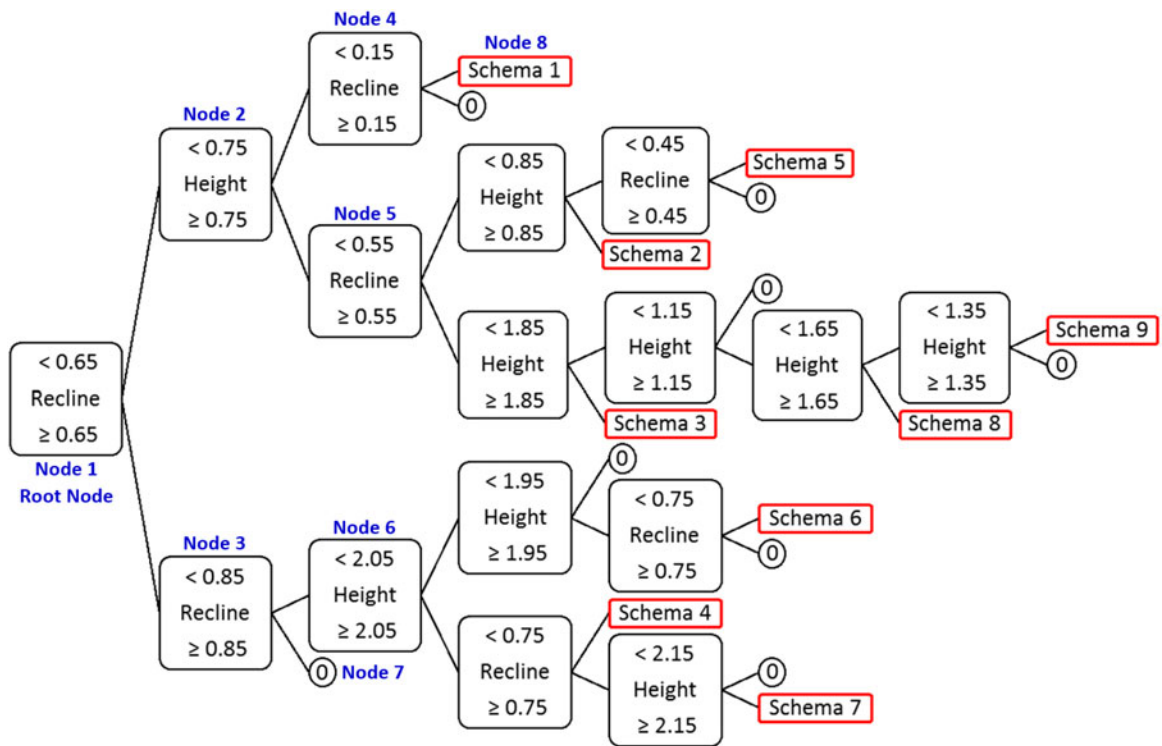 Node 4
< 0.15
Recline
≥ 0.15
Node 8
Schema 1
0
Node 2
< 0.75
Height
≥ 0.75
< 0.85
Height
≥ 0.85
< 0.45
Recline
≥ 0.45
Schema 5
0
Schema 2
Node 5
< 0.55
Recline
≥ 0.55
< 1.85
Height
≥ 1.85
< 1.15
Height
≥ 1.15
0
< 1.65
Height
≥ 1.65
< 1.35
Height
≥ 1.35
Schema 9
0
Schema 8
Schema 3
< 0.65
Recline
≥ 0.65
Node 1
Root Node
Node 3
< 0.85
Recline
≥ 0.85
Node 6
< 2.05
Height
≥ 2.05
0 Node 7
< 1.95
Height
≥ 1.95
0
< 0.75
Recline
≥ 0.75
Schema 6
0
< 0.75
Recline
≥ 0.75
Schema 4
< 2.15
Height
≥ 2.15
0
Schema 7